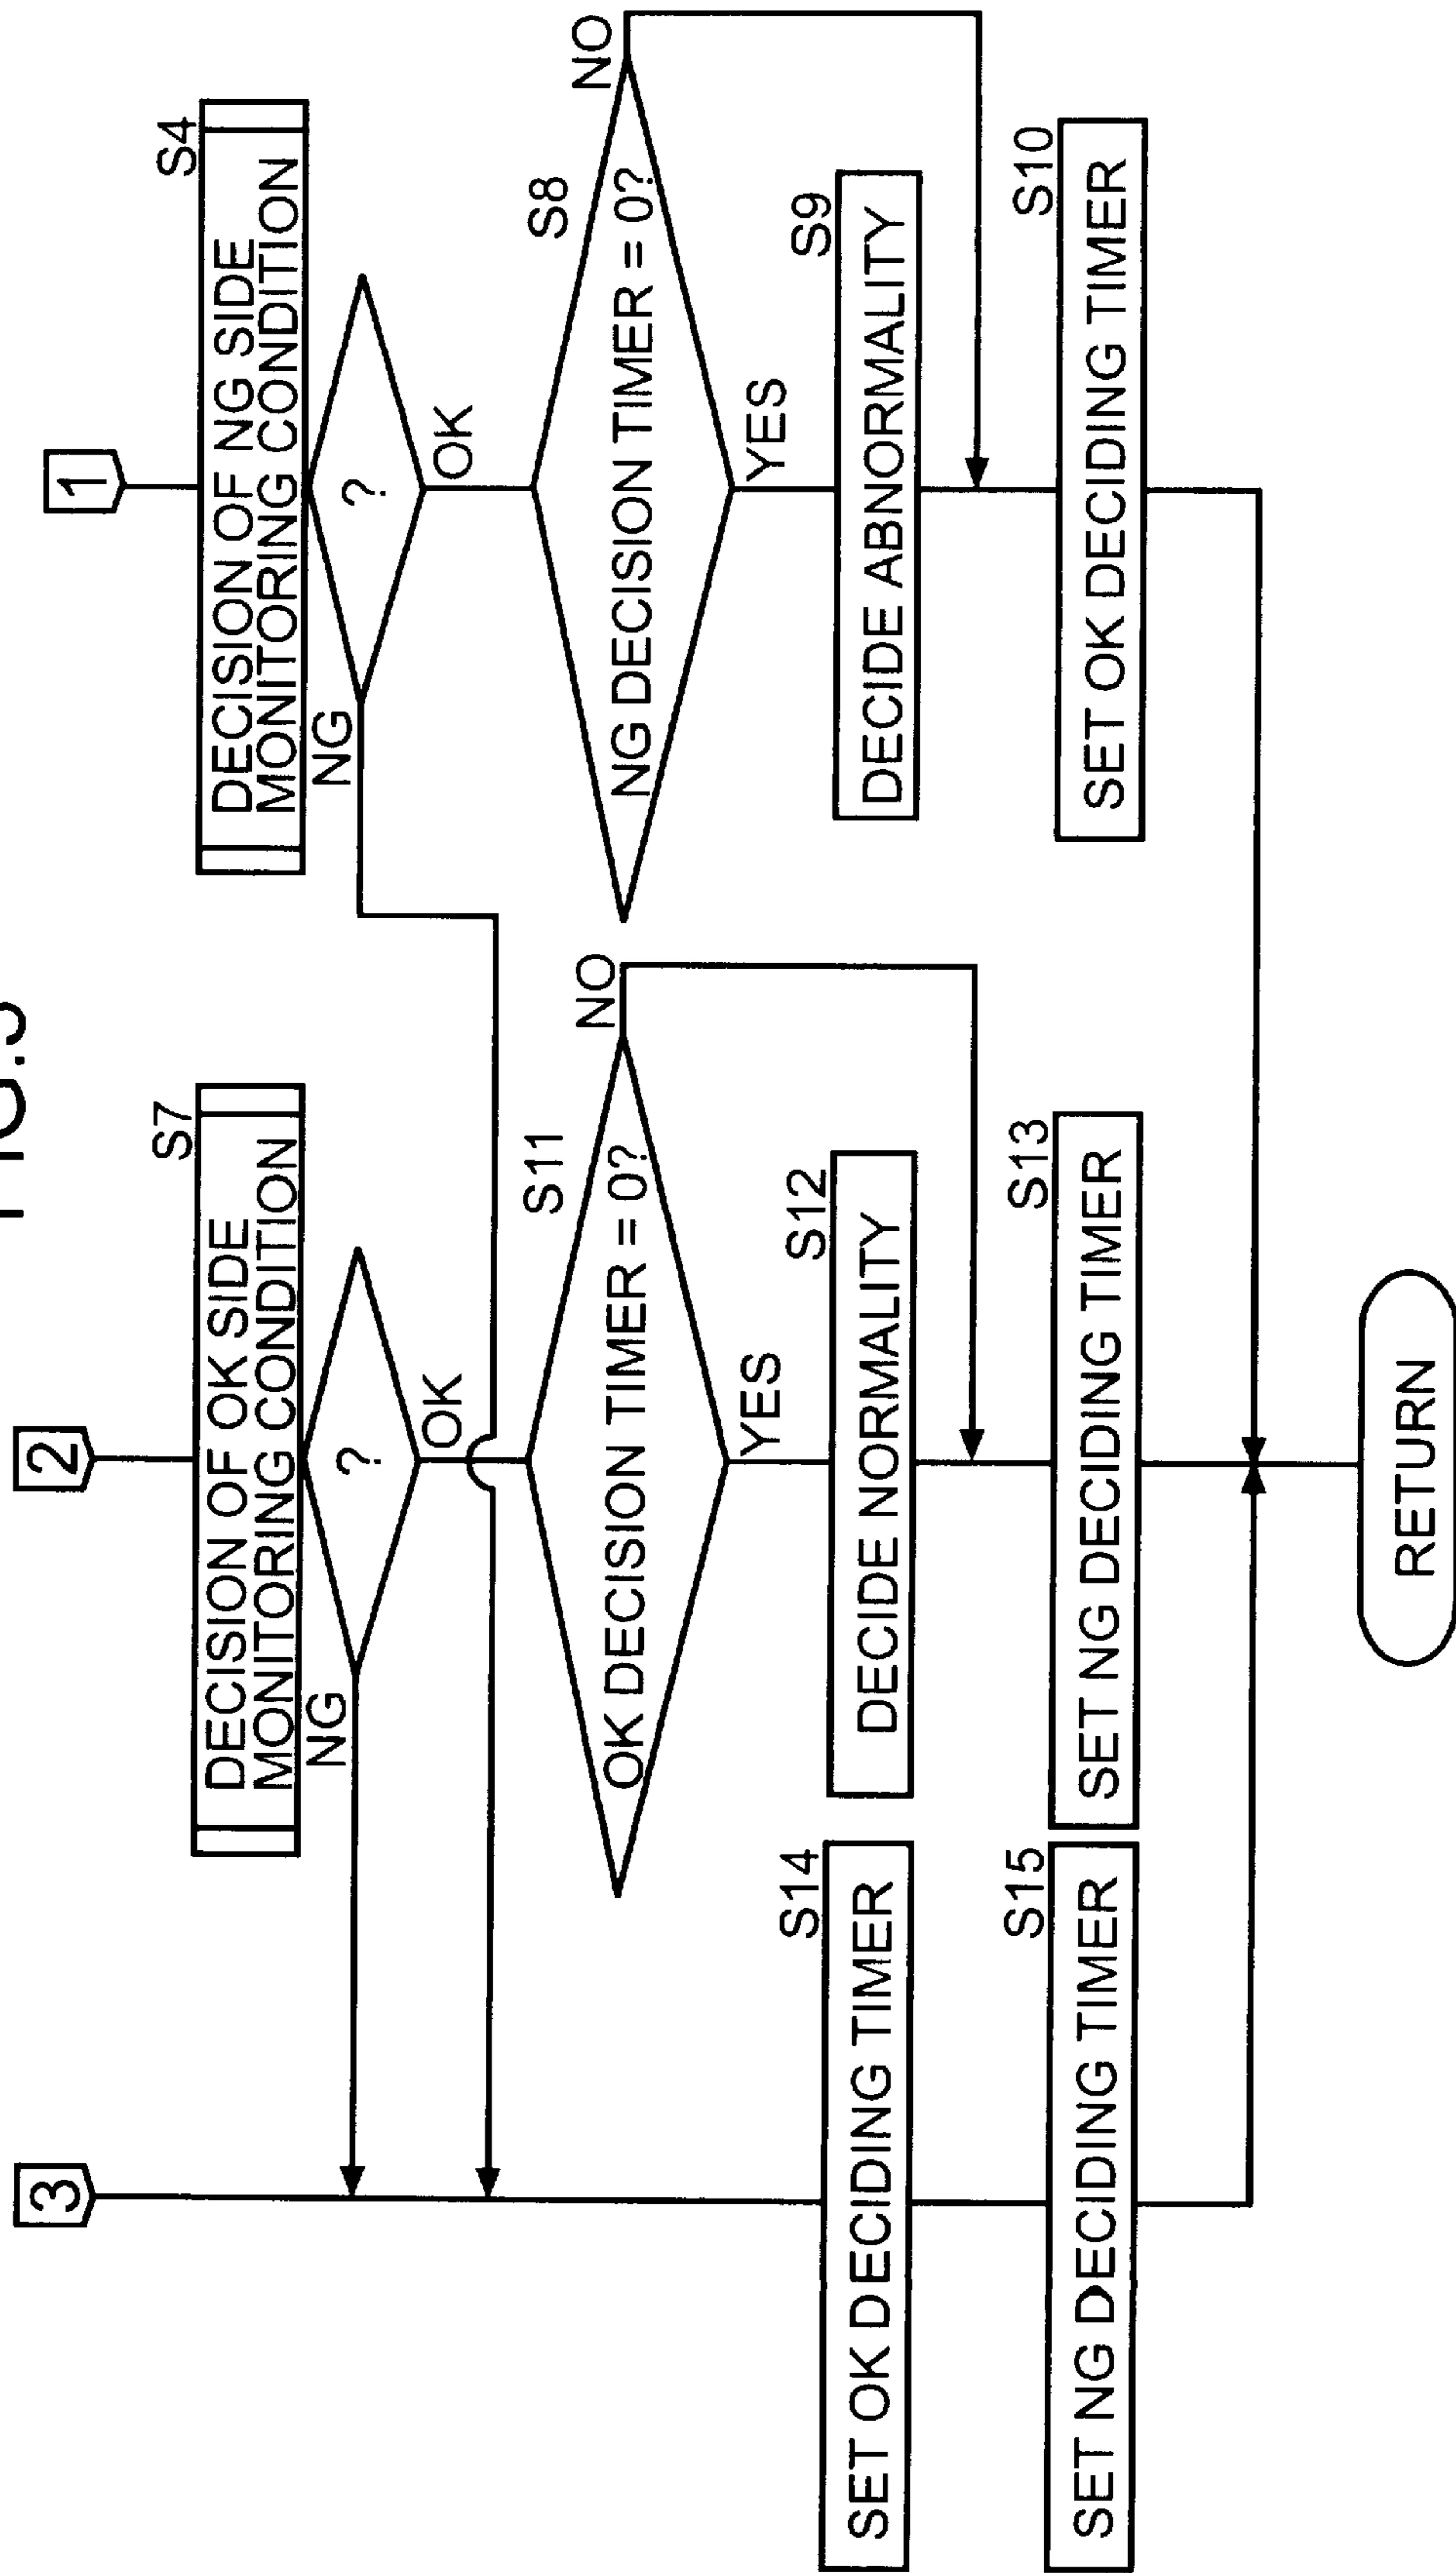 FIG.
3
2
1
S7
DECISION OF OK SIDE
MONITORING CONDITION
S4
DECISION OF NG SIDE
MONITORING CONDITION
NG
?
OK
NG
?
OK
S11
OK DECISION TIMER = 0?
NO
YES
S8
NG DECISION TIMER = 0?
NO
YES
S14
SET OK DECIDING TIMER
S12
DECIDE NORMALITY
S9
DECIDE ABNORMALITY
S15
SET NG DECIDING TIMER
S13
SET NG DECIDING TIMER
S10
SET OK DECIDING TIMER
RETURN